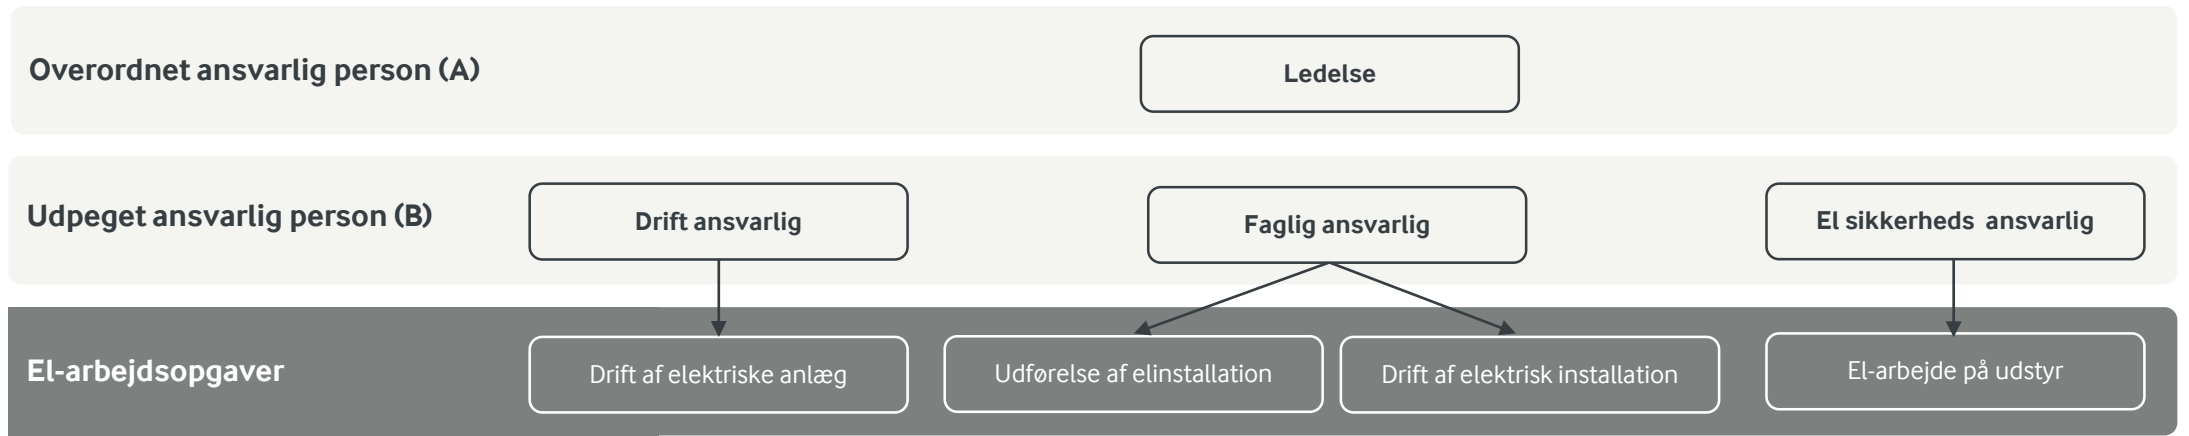 Overordnet ansvarlig person (A)
Ledelse
Udpeget ansvarlig person (B)
Drift ansvarlig
Faglig ansvarlig
El sikkerheds ansvarlig
El-arbejdsopgaver
Drift af elektriske anlæg
Udførelse af elinstallation
Drift af elektrisk installation
El-arbejde på udstyr